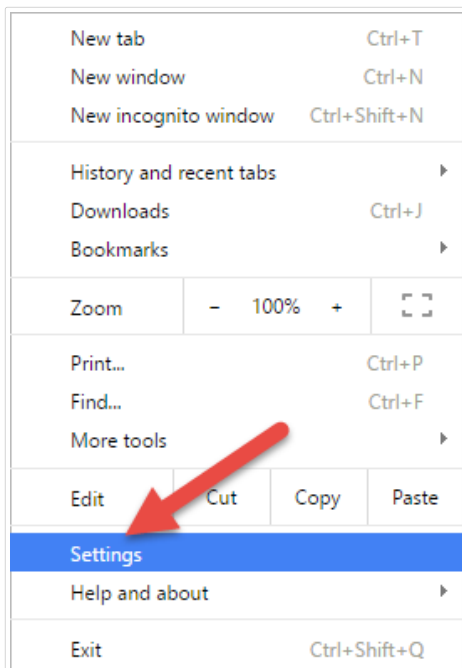 New tab Ctrl+T
New window Ctrl+N
New incognito window Ctrl+Shift+N
History and recent tabs
Downloads Ctrl+J
Bookmarks
Zoom - 100% +
Print... Ctrl+P
Find... Ctrl+F
More tools
Edit Cut Copy Paste
Settings
Help and about
Exit Ctrl+Shift+Q